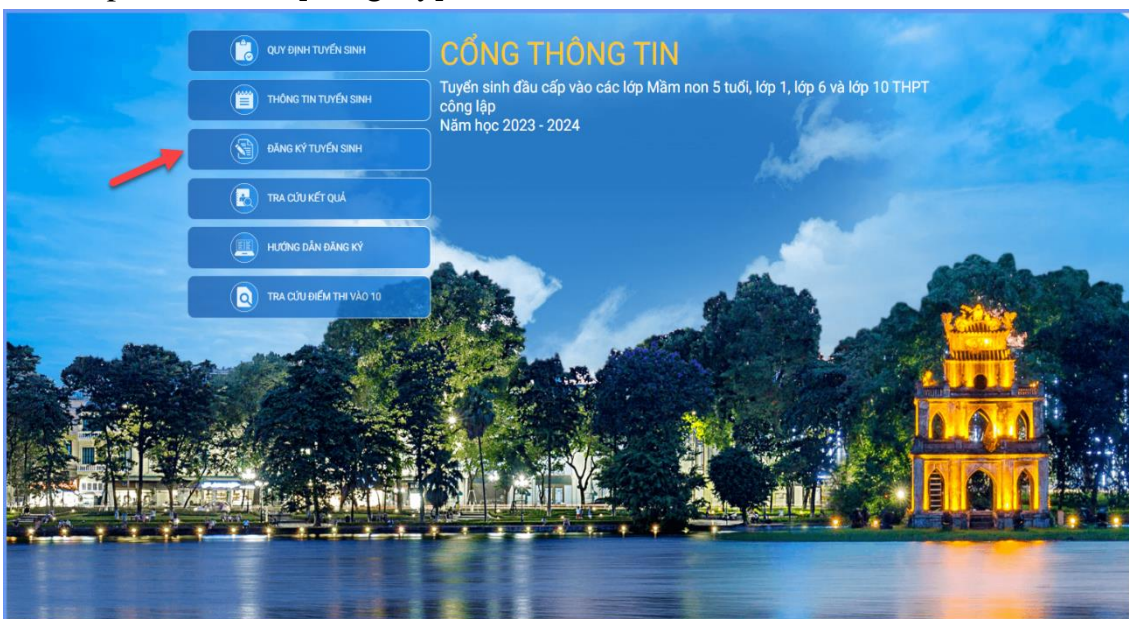 QUY ĐỊNH TUYỂN SINH
THÔNG TIN TUYỂN SINH
ĐĂNG KÝ TUYỂN SINH
TRA CỨU KẾT QUẢ
HƯỚNG DẪN ĐĂNG KÝ
TRA CỨU ĐIỂM THI VÀO 10
CỔNG THÔNG TIN
Tuyển sinh đầu cấp vào các lớp Mầm non 5 tuổi, lớp 1, lớp 6 và lớp 10 THPT
công lập
Năm học 2023 - 2024